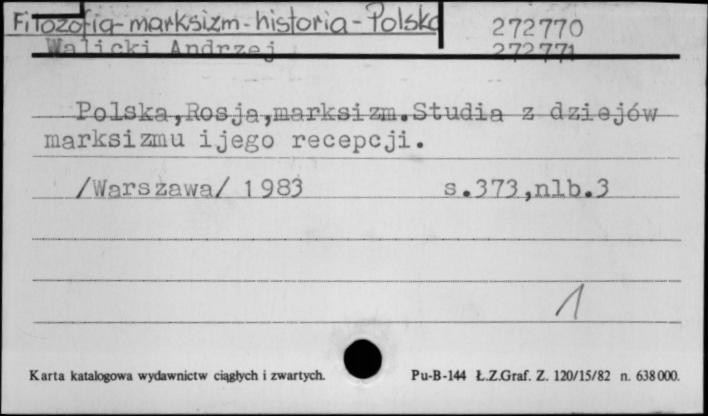 Filozofia-marksizm-historia-Polska 272770
Walicki Andrzej 272771
Polska,Rosja,marksizm.Studia z dziejów
marksizmu ijego recepcji.
/Warszawa/ 1983 s.373,nlb.3
1
Karta katalogowa wydawnictw ciągłych i zwartych. Pu-B-144 Ł.Z.Graf. Z. 120/15/82 n. 638000.